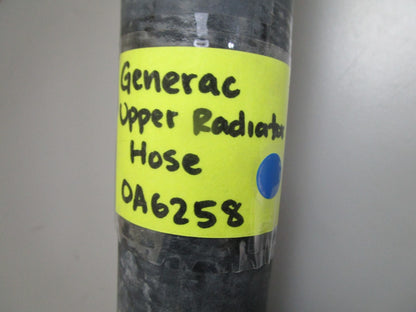 Generac
Upper Radiator
Hose
0A6258